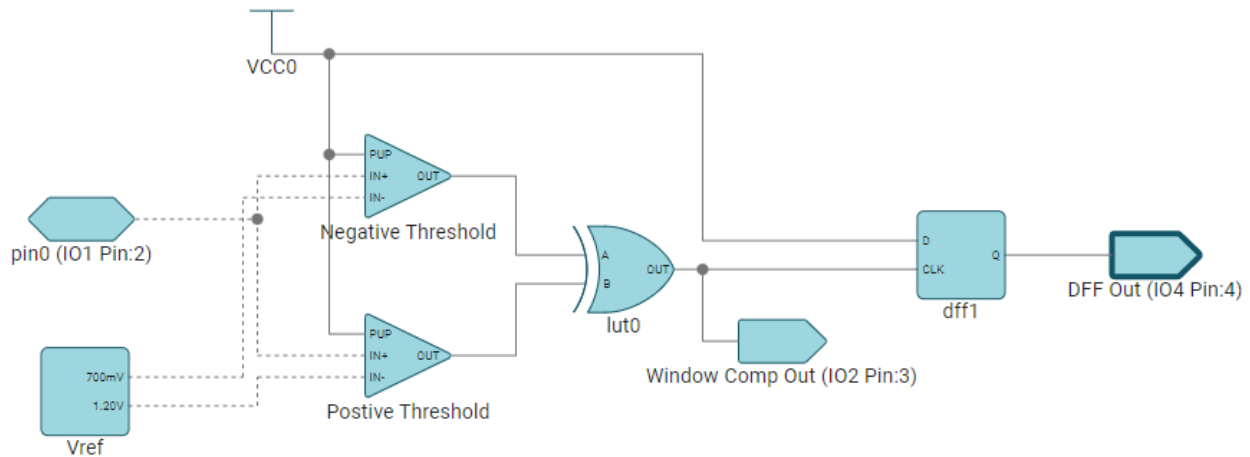 VCC0
PUP
IN+
IN-
OUT
Negative Threshold
pin0 (IO1 Pin:2)
A
B
OUT
lut0
D
CLK
Q
dff1
DFF Out (IO4 Pin:4)
PUP
IN+
IN-
OUT
Postive Threshold
Window Comp Out (IO2 Pin:3)
700mV
1.20V
Vref